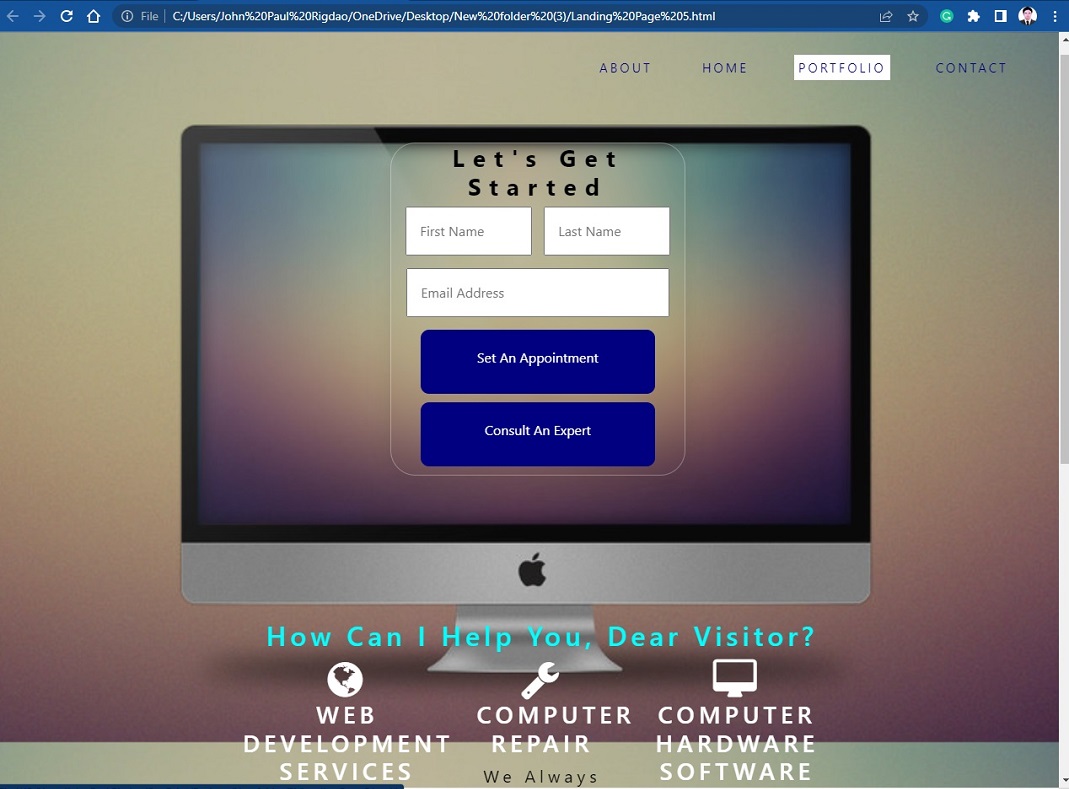 File C:/Users/John%20Paul%20Rigdao/OneDrive/Desktop/New%20folder%20(3)/Landing%20Page%205.html
ABOUT HOME PORTFOLIO CONTACT
Let's Get
Started
First Name Last Name
Email Address
Set An Appointment
Consult An Expert
How Can I Help You, Dear Visitor?
WEB
DEVELOPMENT
SERVICES
COMPUTER
REPAIR
We Always
COMPUTER
HARDWARE
SOFTWARE